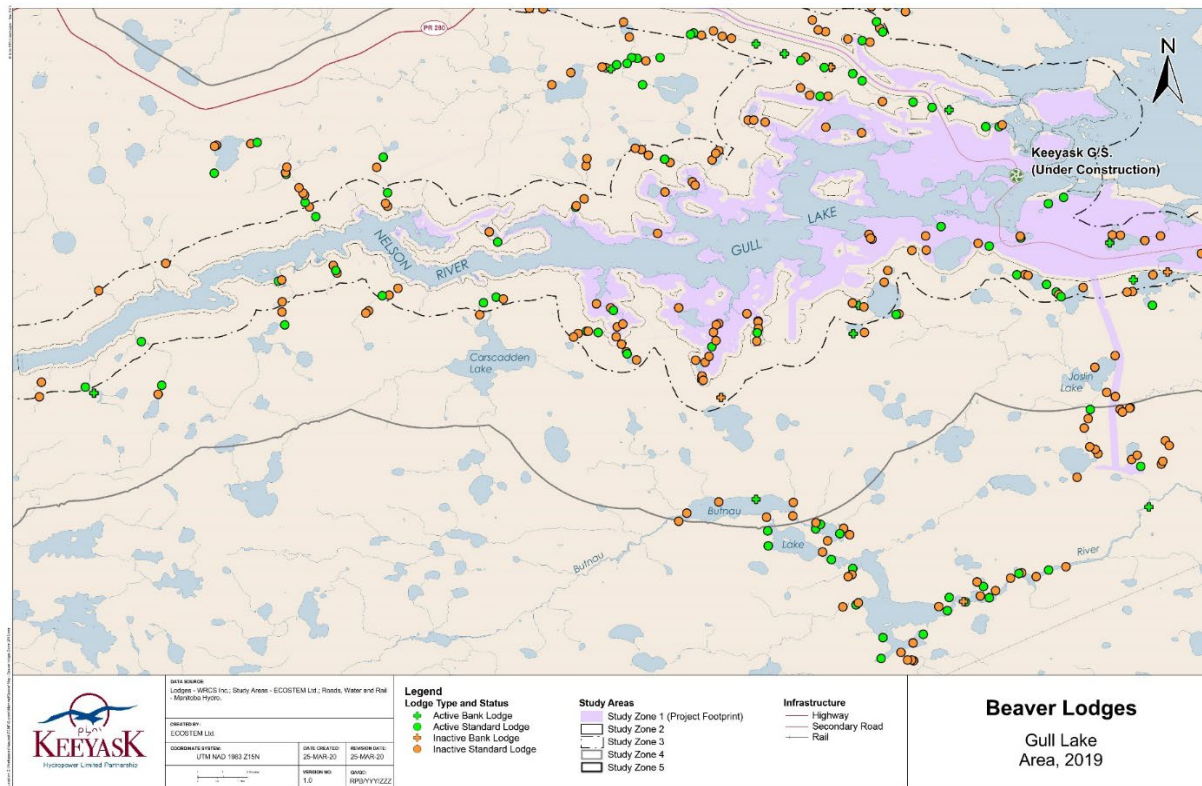 PR 280
N
Keeyask G.S.
(Under Construction)
NELSON
RIVER
GULL
LAKE
Carscadden
Lake
Joslin
Lake
Butnau
Lake
Butnau
River
KEEYASK
Hydropower Limited Partnership
DATA SOURCE:
Lodges - WRCS Inc.; Study Areas - ECOSTEM Ltd.; Roads, Water and Rail
- Manitoba Hydro.
CREATED BY:
ECOSTEM Ltd.
COORDINATE SYSTEM:
UTM NAD 1983 Z15N
DATE CREATED:
25-MAR-20
REVISION DATE:
25-MAR-20
VERSION NO:
1.0
QA/QC:
RPB/YYY/ZZZ
Legend
Lodge Type and Status
Active Bank Lodge
Active Standard Lodge
Inactive Bank Lodge
Inactive Standard Lodge
Study Areas
Study Zone 1 (Project Footprint)
Study Zone 2
Study Zone 3
Study Zone 4
Study Zone 5
Infrastructure
Highway
Secondary Road
Rail
Beaver Lodges
Gull Lake
Area, 2019